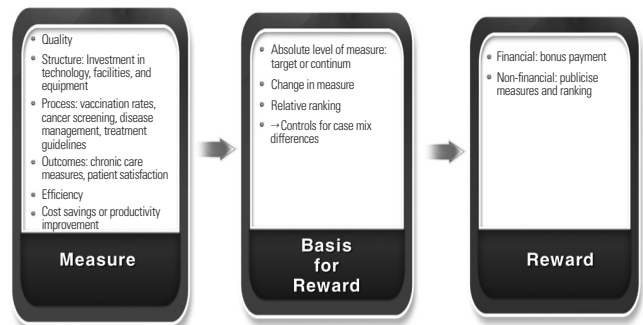 • Quality
• Structure: Investment in
technology, facilities, and
equipment
• Process: vaccination rates,
cancer screening, disease
management, treatment
guidelines
• Outcomes: chronic care
measures, patient satisfaction
• Efficiency
• Cost savings or productivity
improvement
Measure
• Absolute level of measure:
target or continum
• Change in measure
• Relative ranking
• →Controls for case mix
differences
Basis
for
Reward
• Financial: bonus payment
• Non-financial: publicise
measures and ranking
Reward